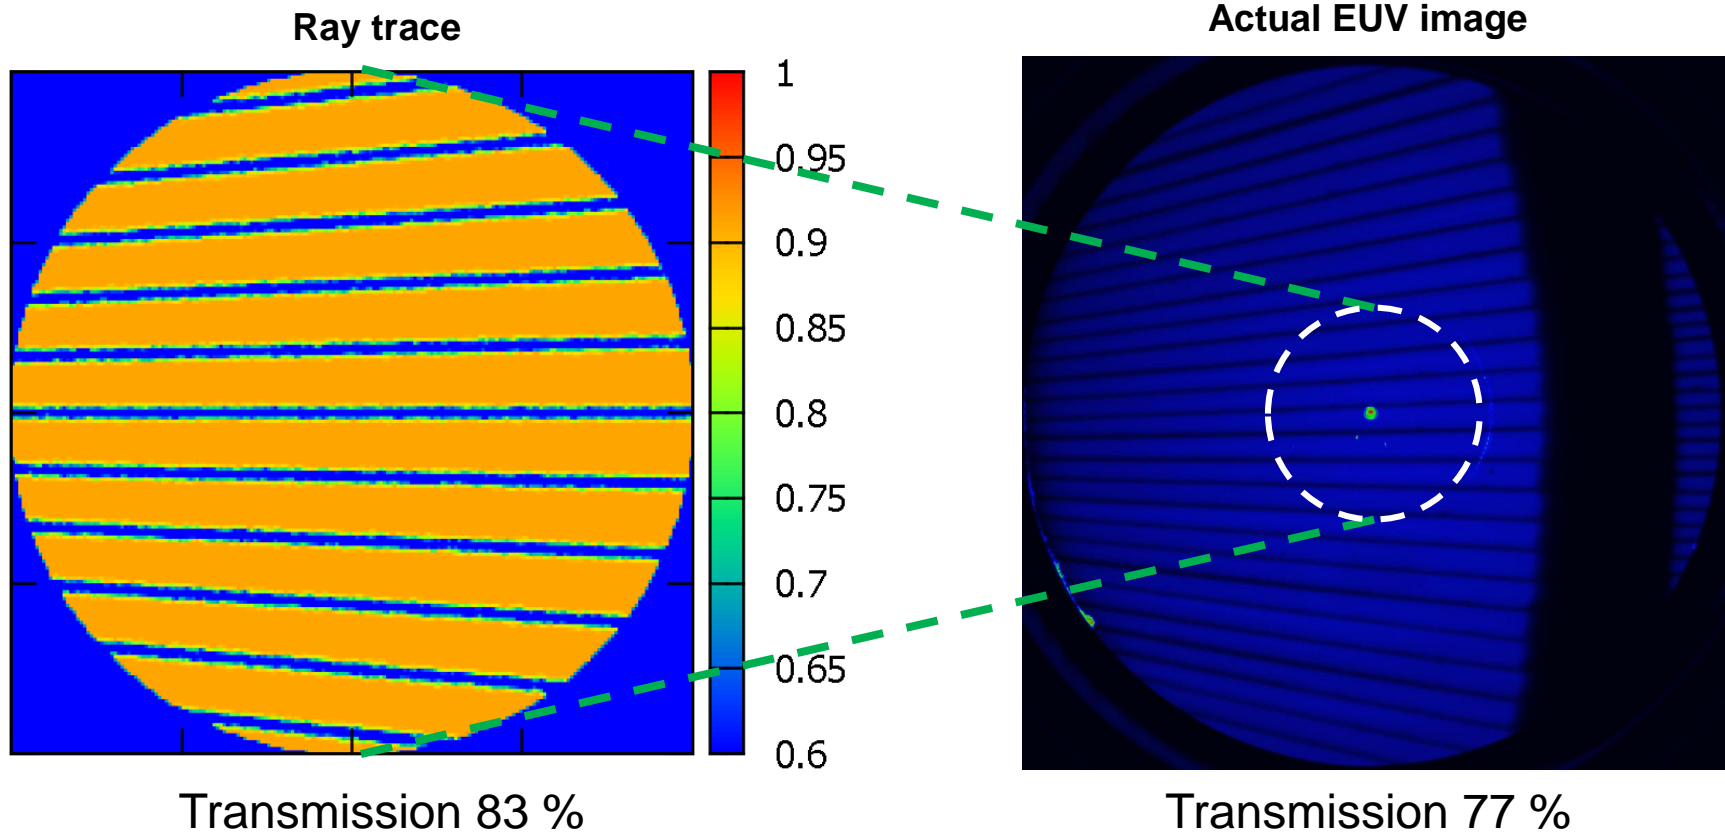 Ray trace
Actual EUV image
1
0.95
0.9
0.85
0.8
0.75
0.7
0.65
0.6
Transmission 83 %
Transmission 77 %